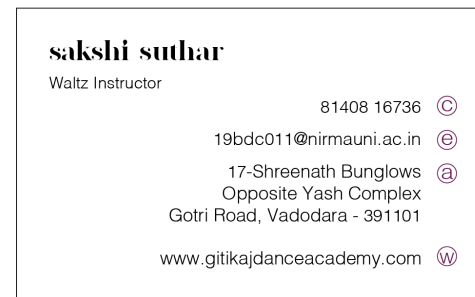 sakshi suthar
Waltz Instructor
81408 16736 ©
19bdc011@nirmauni.ac.in ⓔ
17-Shreenath Bunglows ⓐ
Opposite Yash Complex
Gotri Road, Vadodara - 391101
www.gitikajdanceacademy.com ⓦ